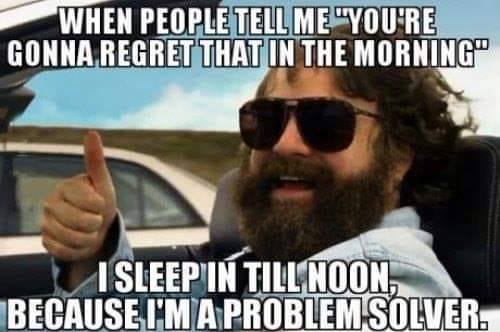 WHEN PEOPLE TELL ME "YOU'RE
GONNA REGRET THAT IN THE MORNING"
I SLEEP IN TILL NOON,
BECAUSE I'M A PROBLEM SOLVER.